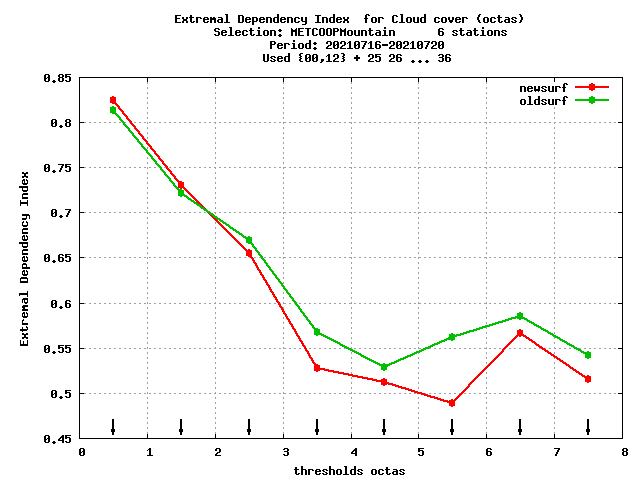 Extremal Dependency Index  for Cloud cover (octas)
Selection: METCOOPMountain      6 stations
Period: 20210716-20210720
Used {00,12} + 25 26 ... 36
newsurf
oldsurf
0.85
0.8
0.75
0.7
0.65
0.6
0.55
0.5
0.45
Extremal Dependency Index
0 1 2 3 4 5 6 7 8
thresholds octas